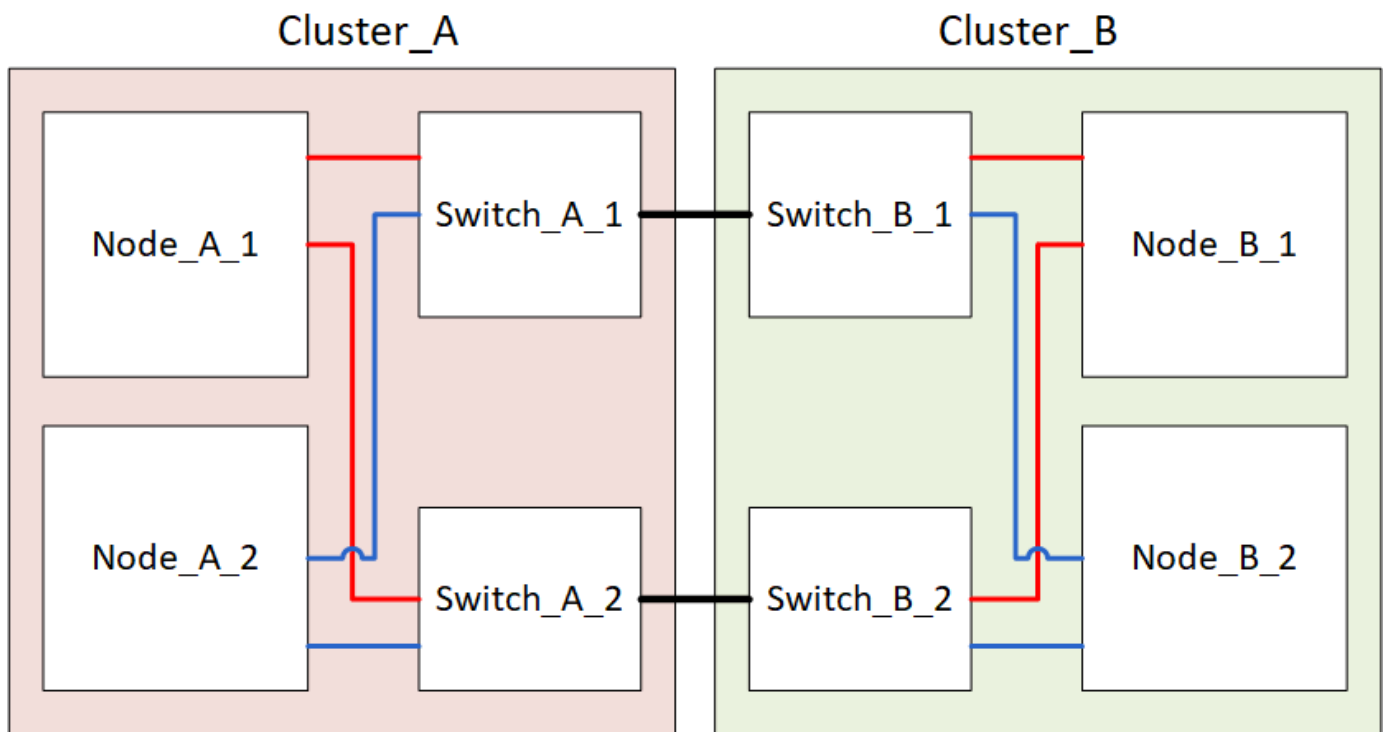 Cluster_A
Cluster_B
Node_A_1
Switch_A_1
Switch_B_1
Node_B_1
Node_A_2
Switch_A_2
Switch_B_2
Node_B_2